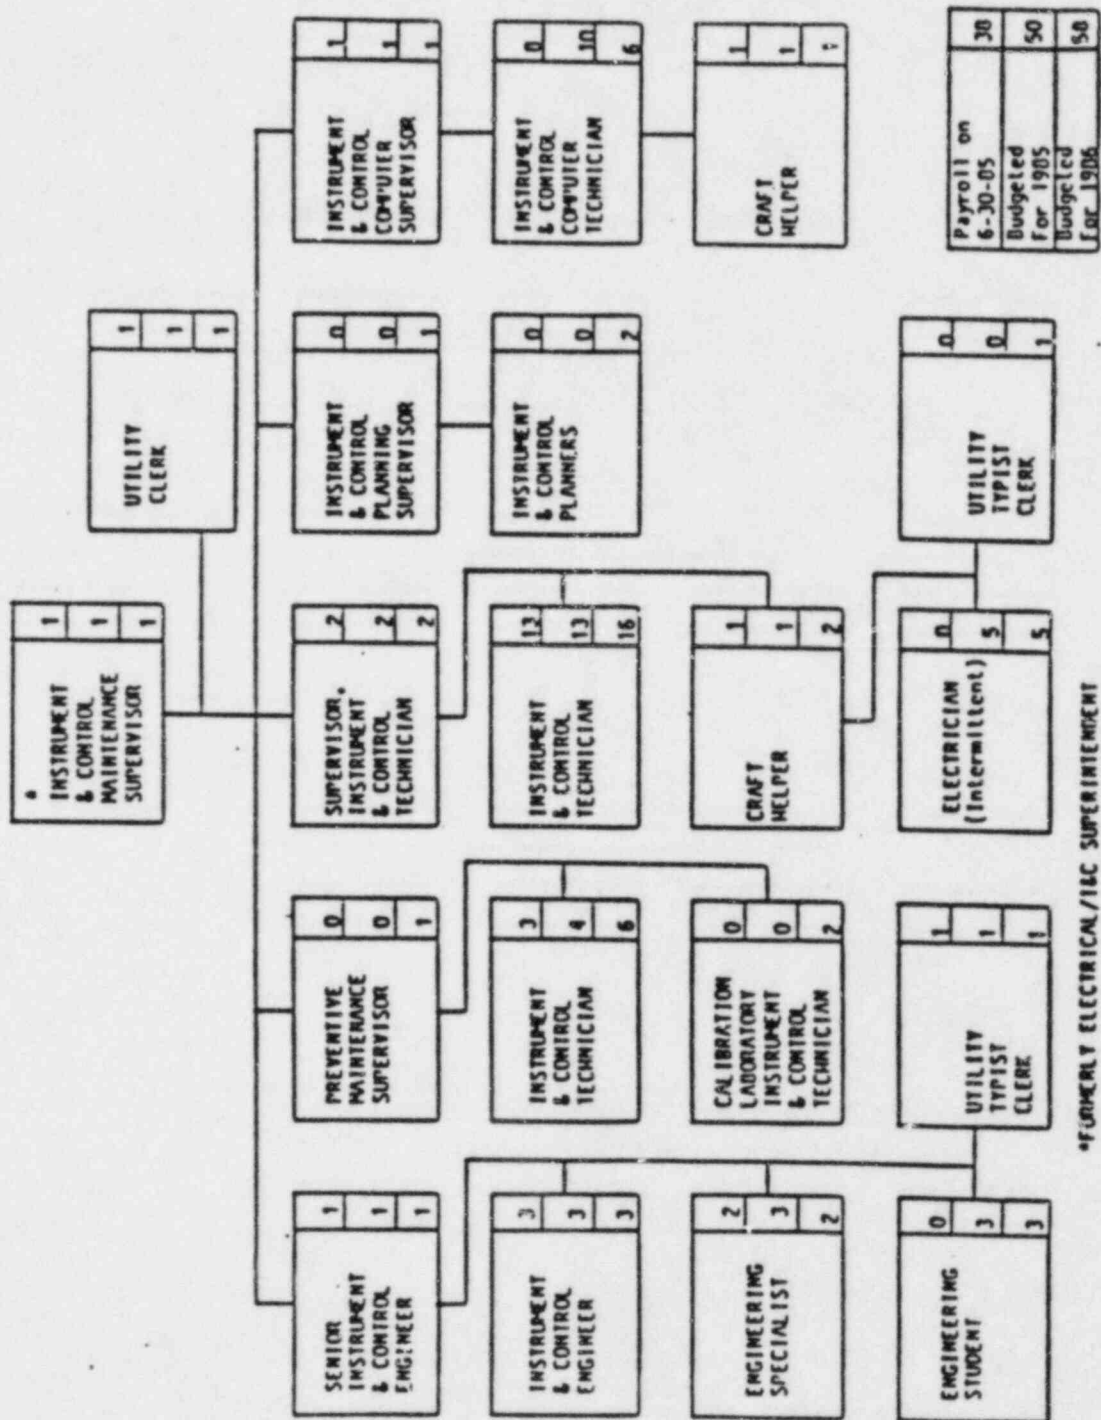 *
INSTRUMENT
& CONTROL
MAINTENANCE
SUPERVISOR
1
1
1
UTILITY
CLERK
1
1
1
SENIOR
INSTRUMENT
& CONTROL
ENGINEER
1
1
1
PREVENTIVE
MAINTENANCE
SUPERVISOR
0
0
1
SUPERVISOR,
INSTRUMENT
& CONTROL
TECHNICIAN
2
2
2
INSTRUMENT
& CONTROL
PLANNING
SUPERVISOR
0
0
1
INSTRUMENT
& CONTROL
COMPUTER
SUPERVISOR
1
1
1
INSTRUMENT
& CONTROL
ENGINEER
3
3
3
INSTRUMENT
& CONTROL
TECHNICIAN
3
4
6
INSTRUMENT
& CONTROL
TECHNICIAN
13
13
16
INSTRUMENT
& CONTROL
PLANNERS
0
0
2
INSTRUMENT
& CONTROL
COMPUTER
TECHNICIAN
0
10
6
ENGINEERING
SPECIALIST
2
3
2
CALIBRATION
LABORATORY
INSTRUMENT
& CONTROL
TECHNICIAN
0
0
2
CRAFT
HELPER
1
1
2
CRAFT
HELPER
1
1
ENGINEERING
STUDENT
0
3
3
UTILITY
TYPIST
CLERK
1
1
1
ELECTRICIAN
(Intermittent)
0
5
5
UTILITY
TYPIST
CLERK
0
0
1
Payroll on
6-30-85
38
Budgeted
For 1985
50
Budgeted
For 1986
58
*FORMERLY ELECTRICAL/I&C SUPERINTENDENT